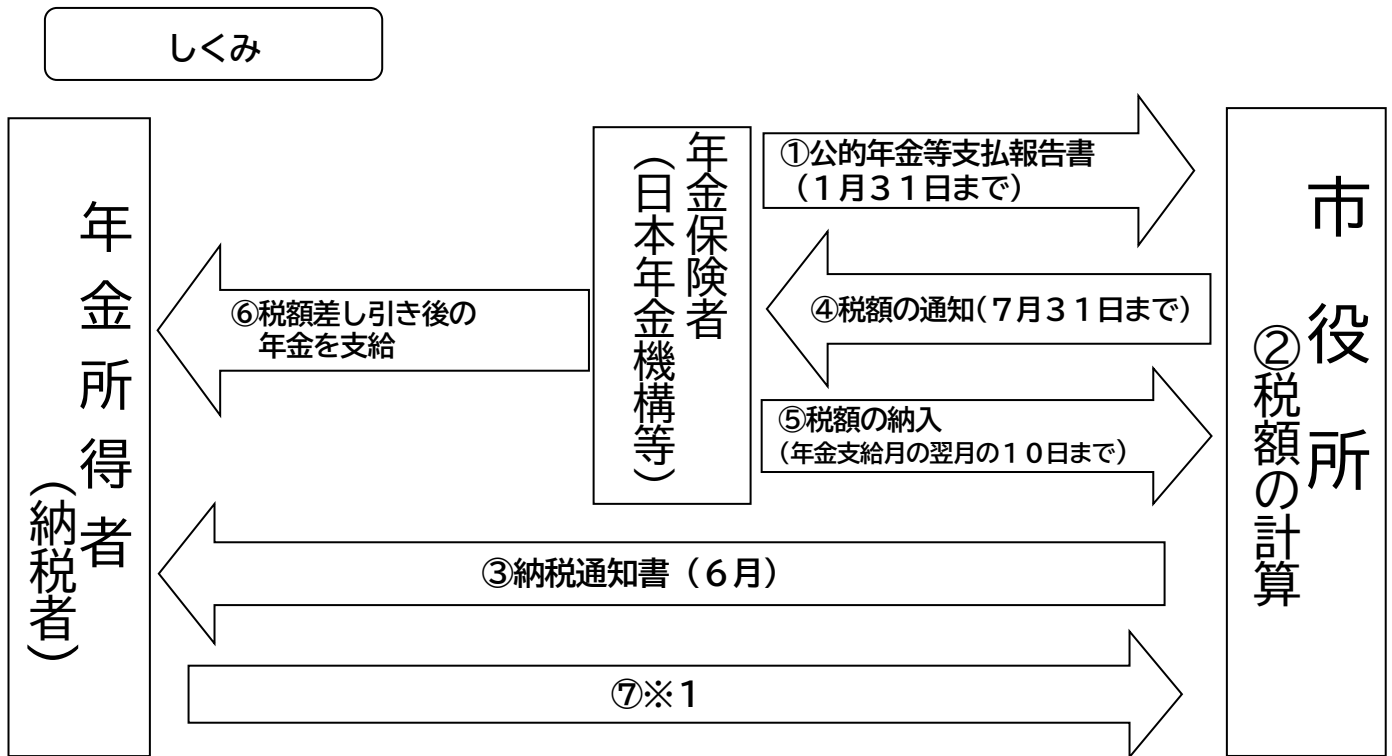 しくみ
年金所得者
（納税者）
年金保険者
（日本年金機構等）
①公的年金等支払報告書
（１月３１日まで）
市役所
②税額の計算
④税額の通知（７月３１日まで）
⑥税額差し引き後の
年金を支給
⑤税額の納入
（年金支給月の翌月の１０日まで）
③納税通知書（６月）
⑦※１